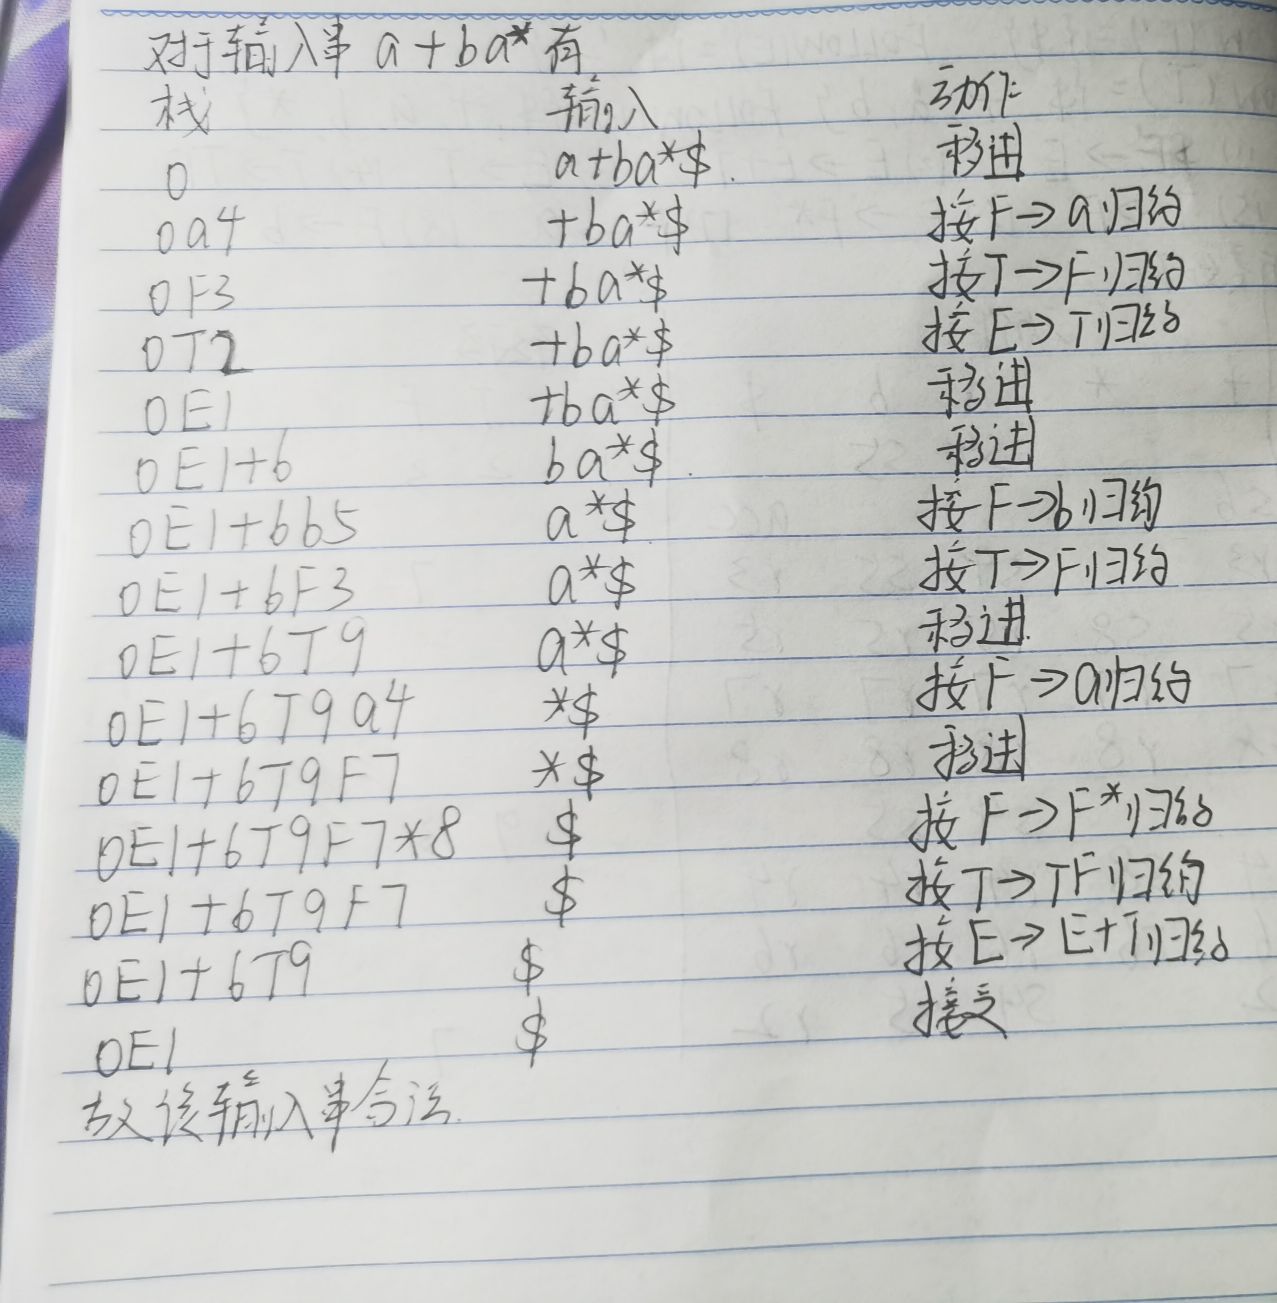 对于输入串 a+ba* 有
栈 输入 动作
0 a+ba*$ 移进
0a4 +ba*$ 按F→a归约
0F3 +ba*$ 按T→F归约
0T2 +ba*$ 按E→T归约
0E1 +ba*$ 移进
0E1+6 ba*$ 移进
0E1+6b5 a*$ 按F→b归约
0E1+6F3 a*$ 按T→F归约
0E1+6T9 a*$ 移进
0E1+6T9a4 *$ 按F→a归约
0E1+6T9F7 *$ 移进
0E1+6T9F7*8 $ 按F→F*归约
0E1+6T9F7 $ 按T→TF归约
0E1+6T9 $ 按E→E+T归约
0E1 $ 接受
故该输入串合法.